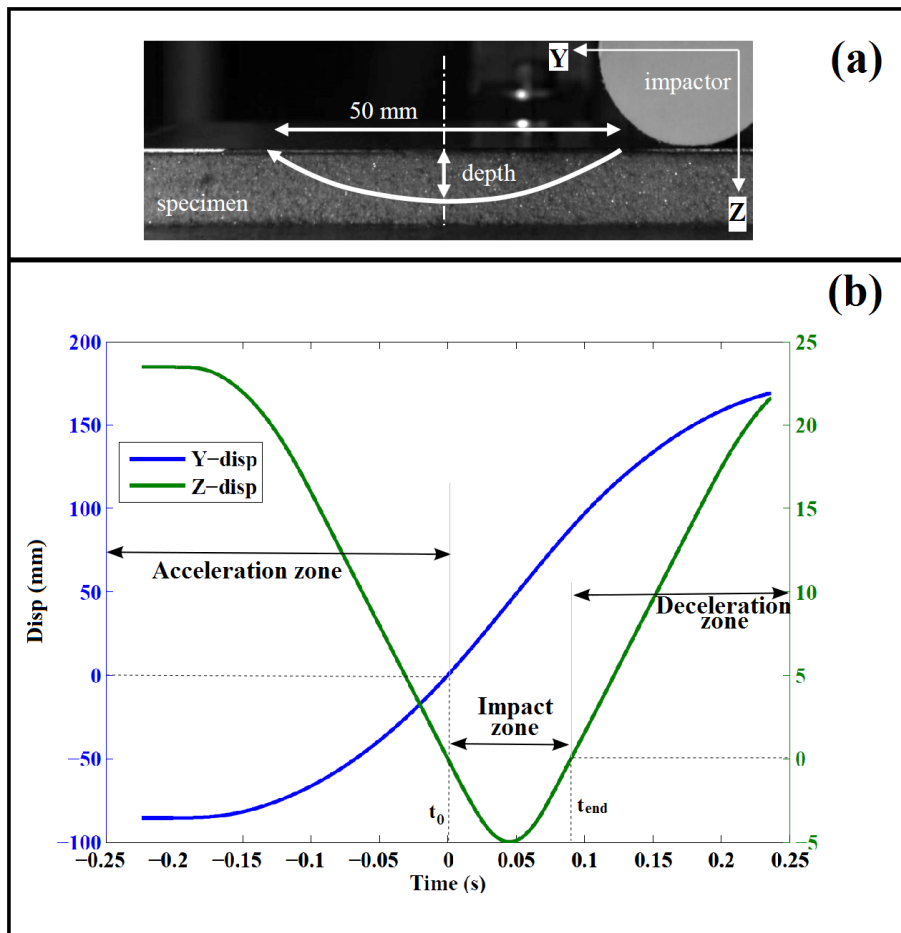 (a)
Y
impactor
50 mm
depth
specimen
Z
(b)
200
25
150
20
Y−disp
Z−disp
100
15
Acceleration zone
50
10
Deceleration
zone
Disp (mm)
0
5
Impact
zone
−50
0
t0
tend
−100
−5
−0.25
−0.2
−0.15
−0.1
−0.05
0
0.05
0.1
0.15
0.2
0.25
Time (s)